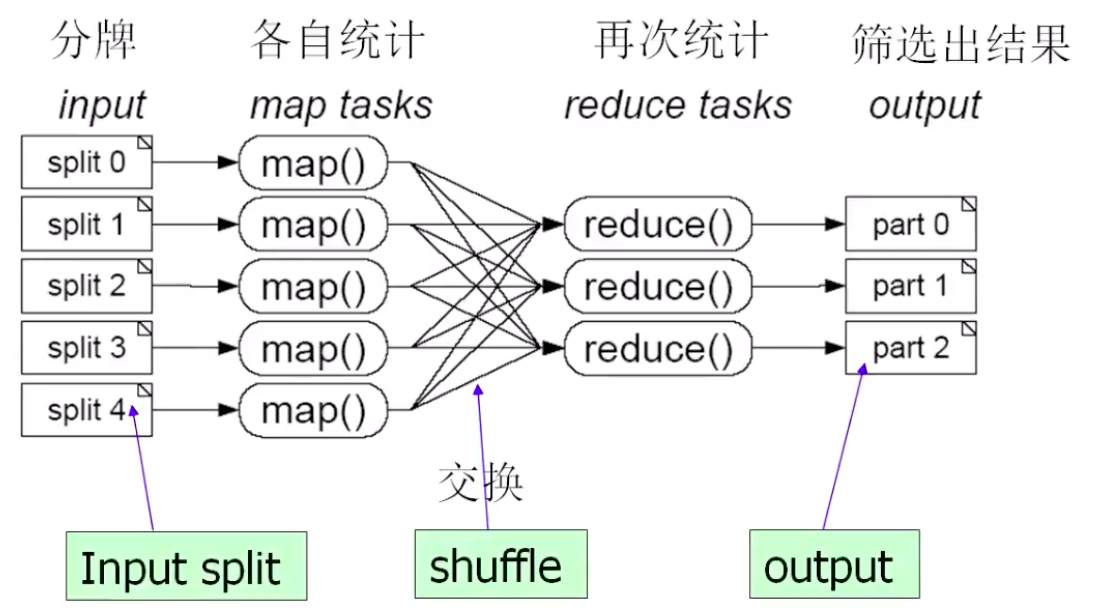 分牌 各自统计 再次统计 筛选出结果
input map tasks reduce tasks output
split 0 map()
split 1 map() reduce() part 0
split 2 map() reduce() part 1
split 3 map() reduce() part 2
split 4 map()
交换
Input split shuffle output